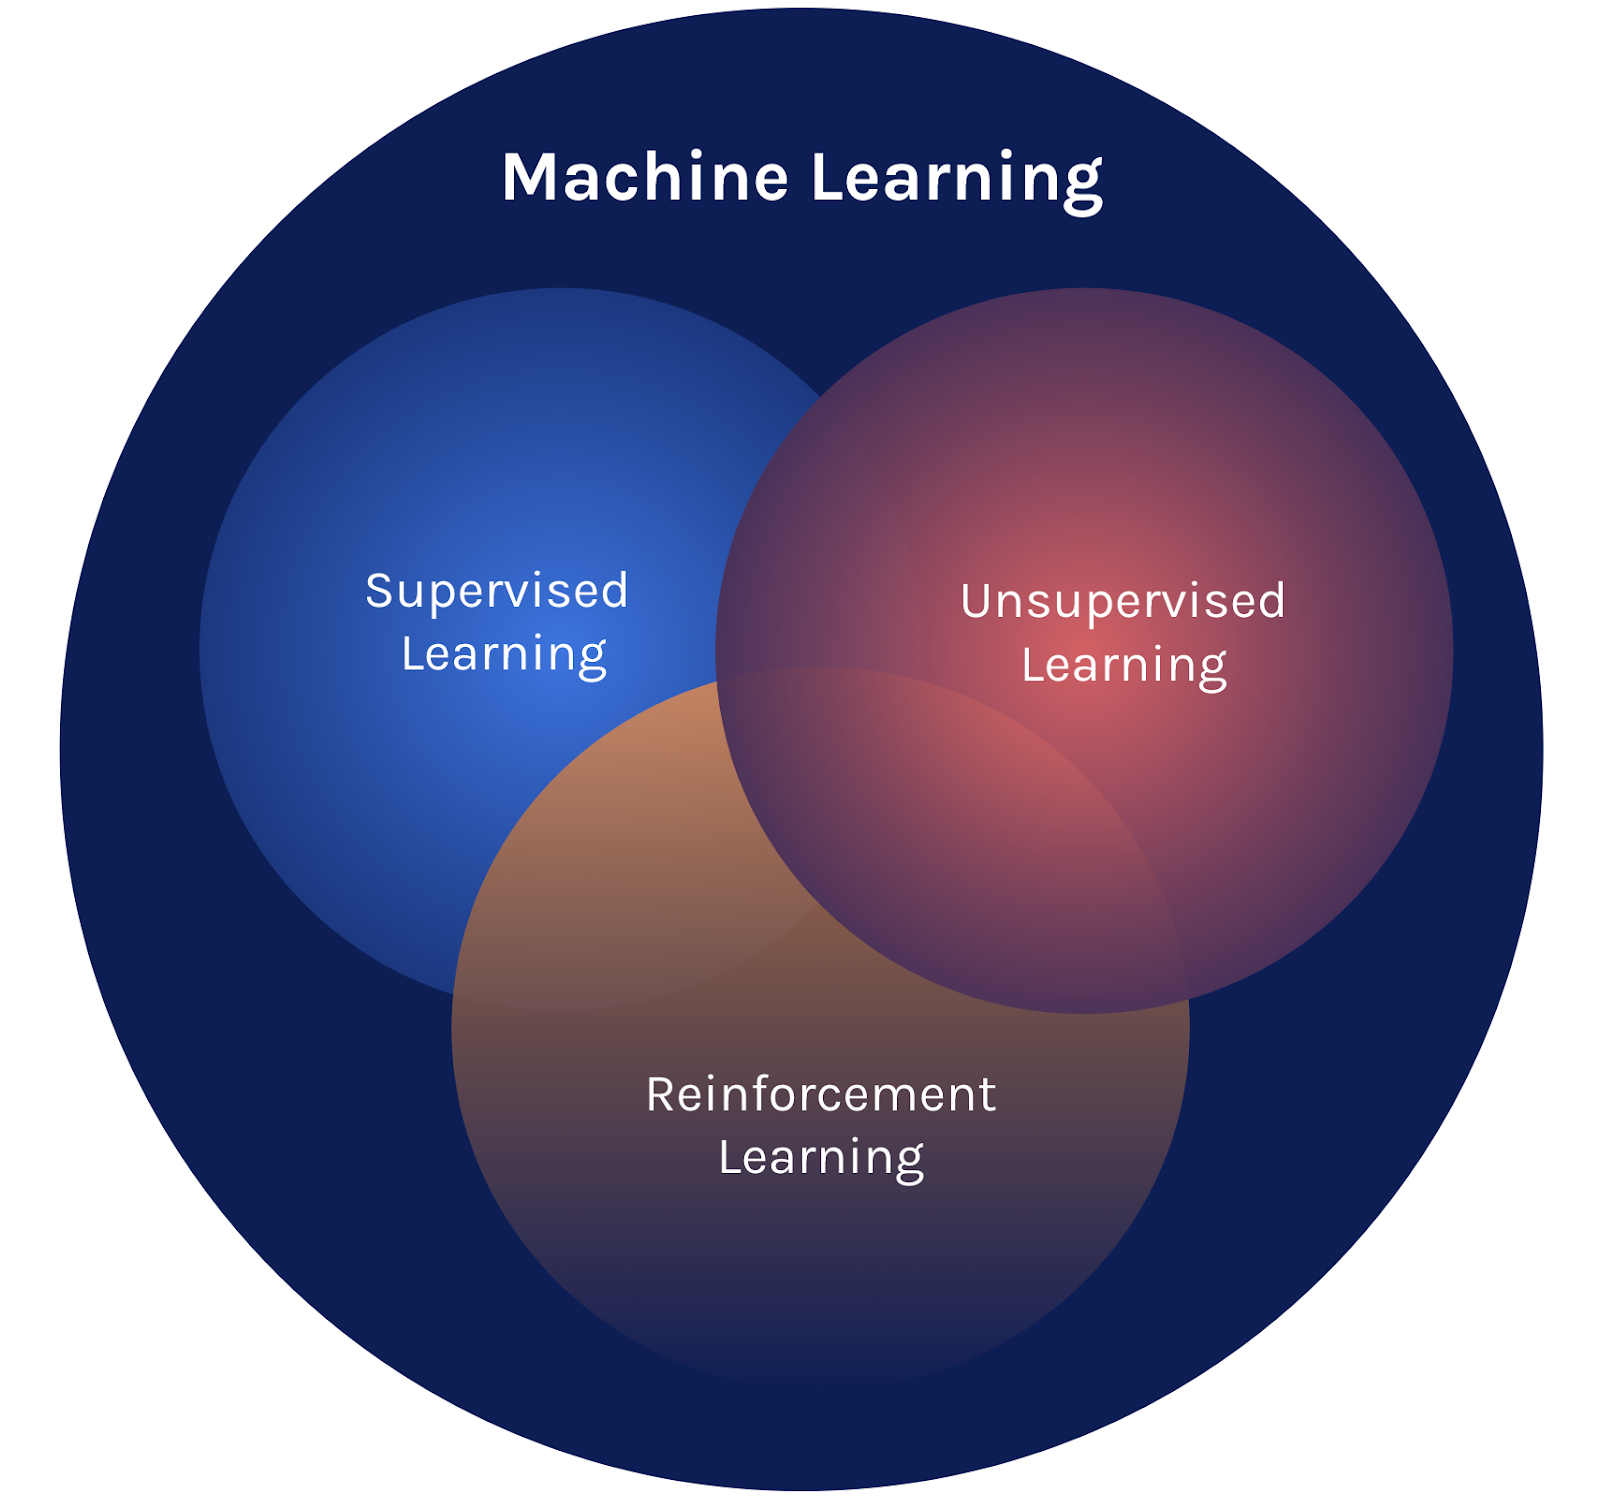 Machine Learning
Supervised
Learning
Unsupervised
Learning
Reinforcement
Learning